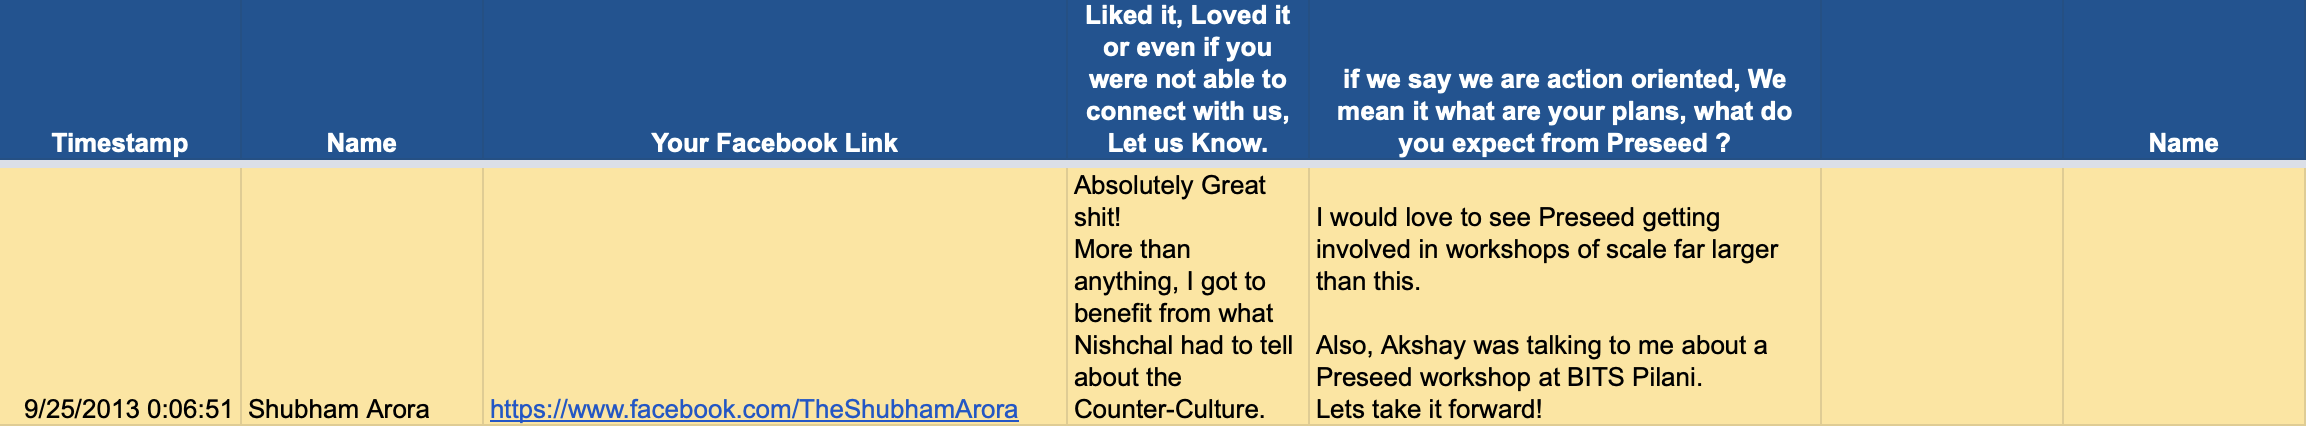 Timestamp
Name
Your Facebook Link
Liked it, Loved it
or even if you
were not able to
connect with us,
Let us Know.
if we say we are action oriented, We
mean it what are your plans, what do
you expect from Preseed ?
Name
9/25/2013 0:06:51
Shubham Arora
https://www.facebook.com/TheShubhamArora
Absolutely Great
shit!
More than
anything, I got to
benefit from what
Nishchal had to tell
about the
Counter-Culture.
I would love to see Preseed getting
involved in workshops of scale far larger
than this.
Also, Akshay was talking to me about a
Preseed workshop at BITS Pilani.
Lets take it forward!